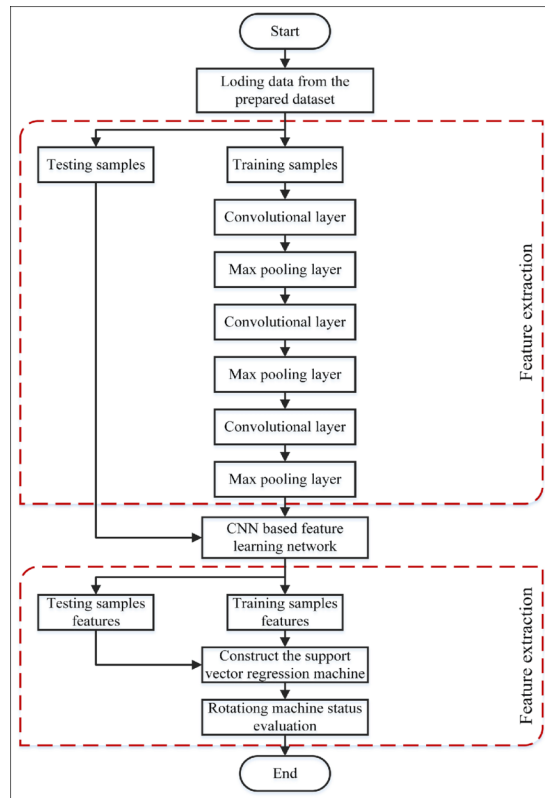 Start
Loding data from the
prepared dataset
Testing samples
Training samples
Convolutional layer
Max pooling layer
Convolutional layer
Max pooling layer
Convolutional layer
Max pooling layer
Feature extraction
CNN based feature
learning network
Testing samples
features
Training samples
features
Construct the support
vector regression machine
Rotationg machine status
evaluation
Feature extraction
End